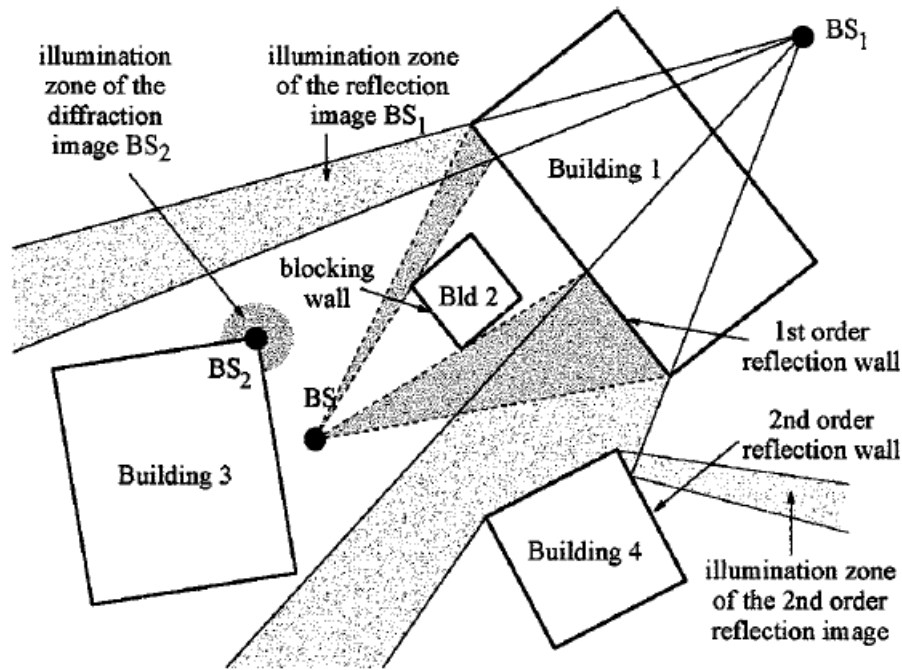 illumination
zone of the
diffraction
image BS2
illumination zone
of the reflection
image BS1
BS1
Building 1
blocking
wall
Bld 2
1st order
reflection wall
BS2
BS
2nd order
reflection wall
Building 3
Building 4
illumination zone
of the 2nd order
reflection image